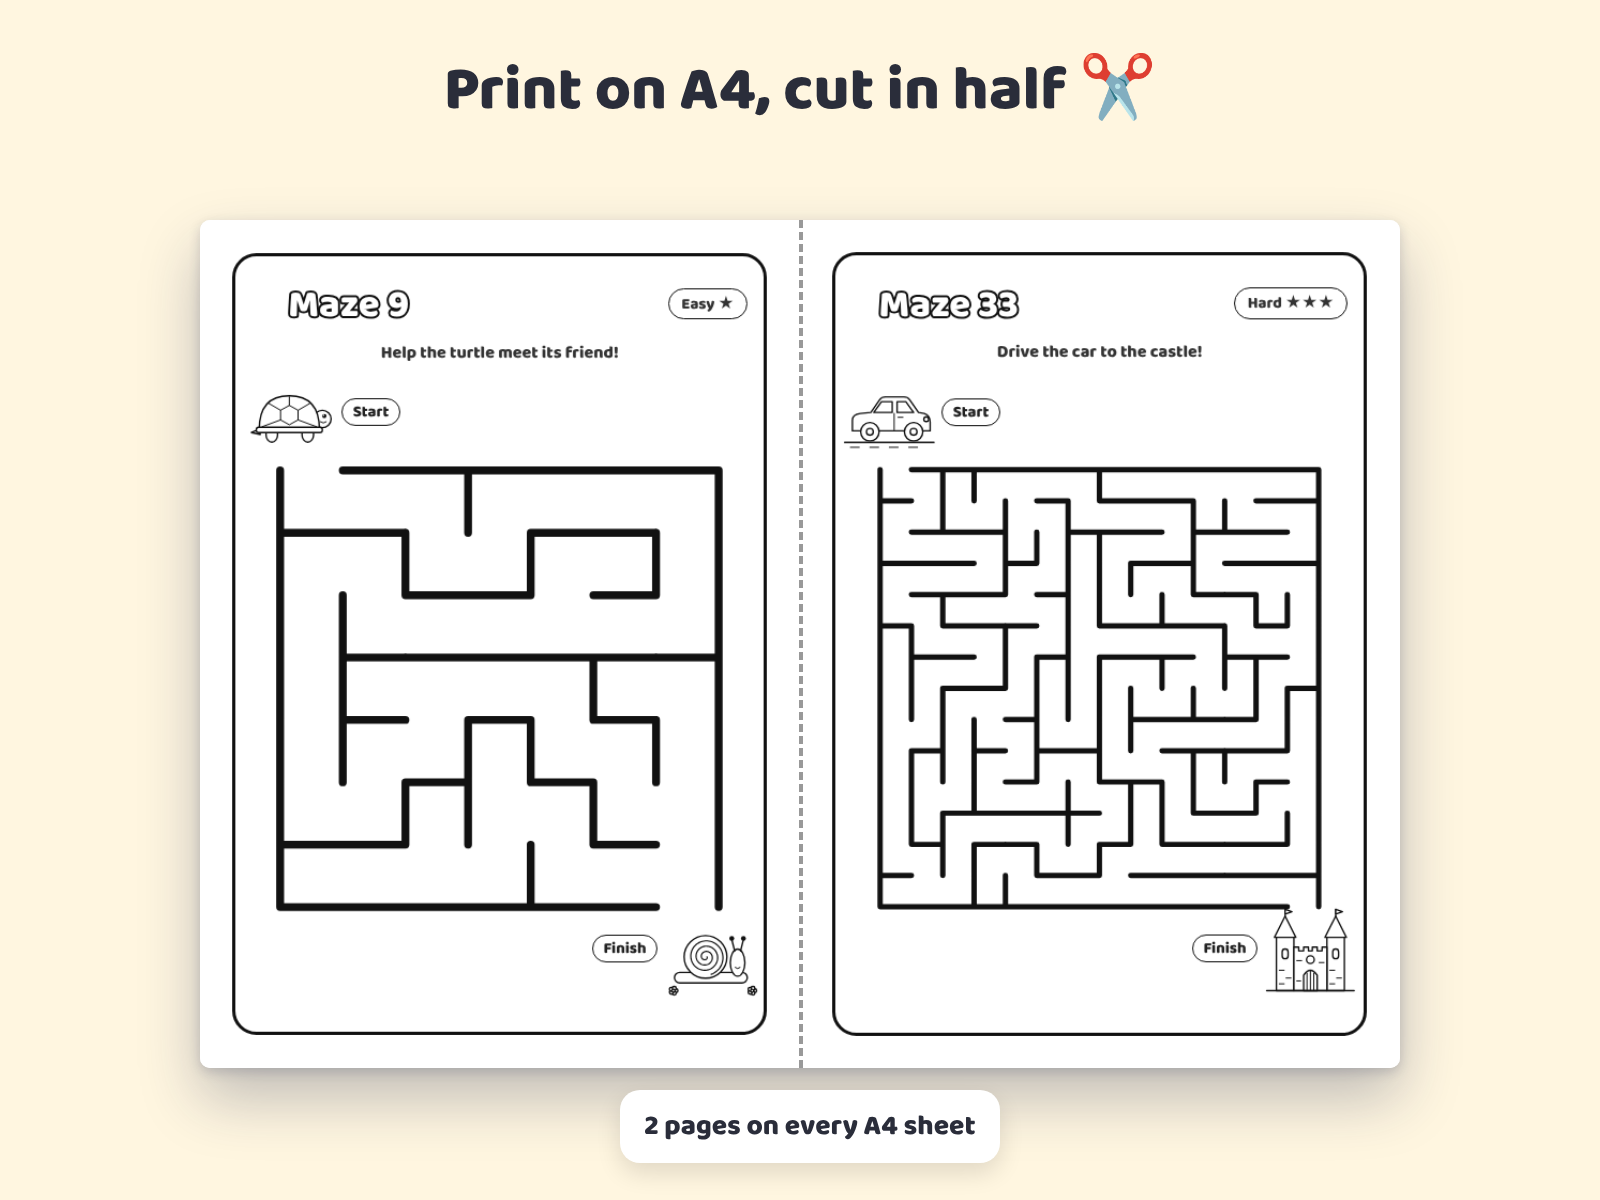 Print on A4, cut in half
Maze 9
Easy ★
Help the turtle meet its friend!
Start
Finish
Maze 33
Hard ★★★
Drive the car to the castle!
Start
Finish
2 pages on every A4 sheet